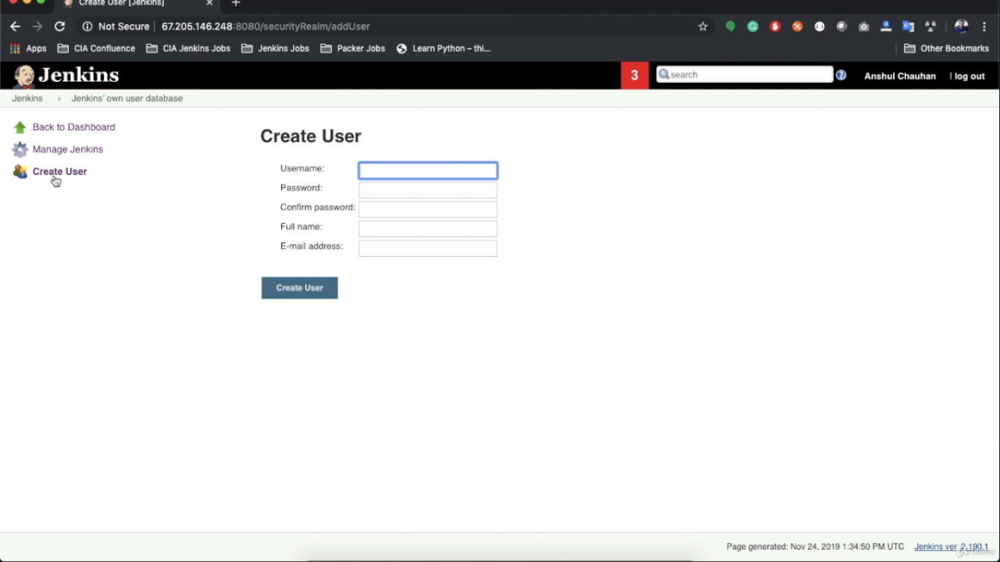 Create User [Jenkins]
Not Secure | 67.205.146.248:8080/securityRealm/addUser
Apps CIA Confluence CIA Jenkins Jobs Jenkins Jobs Packer Jobs Learn Python – thi... Other Bookmarks
Jenkins 3 search Anshul Chauhan | log out
Jenkins Jenkins' own user database
Back to Dashboard
Manage Jenkins
Create User
Create User
Username:
Password:
Confirm password:
Full name:
E-mail address:
Create User
Page generated: Nov 24, 2019 1:34:50 PM UTC Jenkins ver. 2.190.1
Udemy